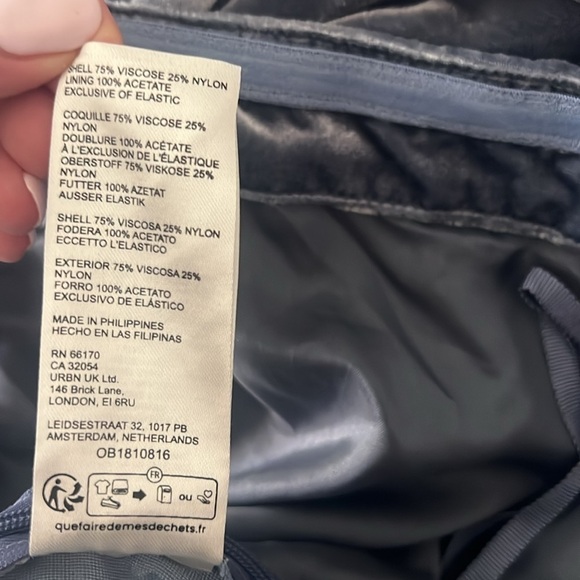 SHELL 75% VISCOSE 25% NYLON
LINING 100% ACETATE
EXCLUSIVE OF ELASTIC
COQUILLE 75% VISCOSE 25%
NYLON
DOUBLURE 100% ACÉTATE
À L'EXCLUSION DE L'ÉLASTIQUE
OBERSTOFF 75% VISKOSE 25%
NYLON
FUTTER 100% AZETAT
AUSSER ELASTIK
SHELL 75% VISCOSA 25% NYLON
FODERA 100% ACETATO
ECCETTO L'ELASTICO
EXTERIOR 75% VISCOSA 25%
NYLON
FORRO 100% ACETATO
EXCLUSIVO DE ELÁSTICO
MADE IN PHILIPPINES
HECHO EN LAS FILIPINAS
RN 66170
CA 32054
URBN UK Ltd.
146 Brick Lane,
LONDON, EI 6RU
LEIDSESTRAAT 32, 1017 PB
AMSTERDAM, NETHERLANDS
OB1810816
FR
ou
quefairedemesdechets.fr